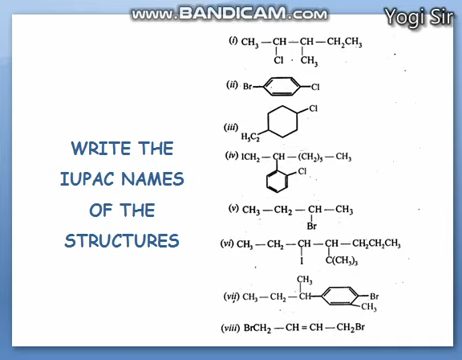 www.BANDICAM.com
Yogi Sir
WRITE THE
IUPAC NAMES
OF THE
STRUCTURES
(i) CH₃—CH—CH—CH₂CH₃
Cl CH₃
(ii) Br Cl
(iii) Cl
H₅C₂
(iv) ICH₂—CH—(CH₂)₃—CH₃
Cl
(v) CH₃—CH₂—CH—CH₃
Br
(vi) CH₃—CH₂—CH—CH—CH₂CH₂CH₃
I C(CH₃)₃
CH₃
(vii) CH₃—CH₂—CH Br
CH₃
(viii) BrCH₂—CH=CH—CH₂Br